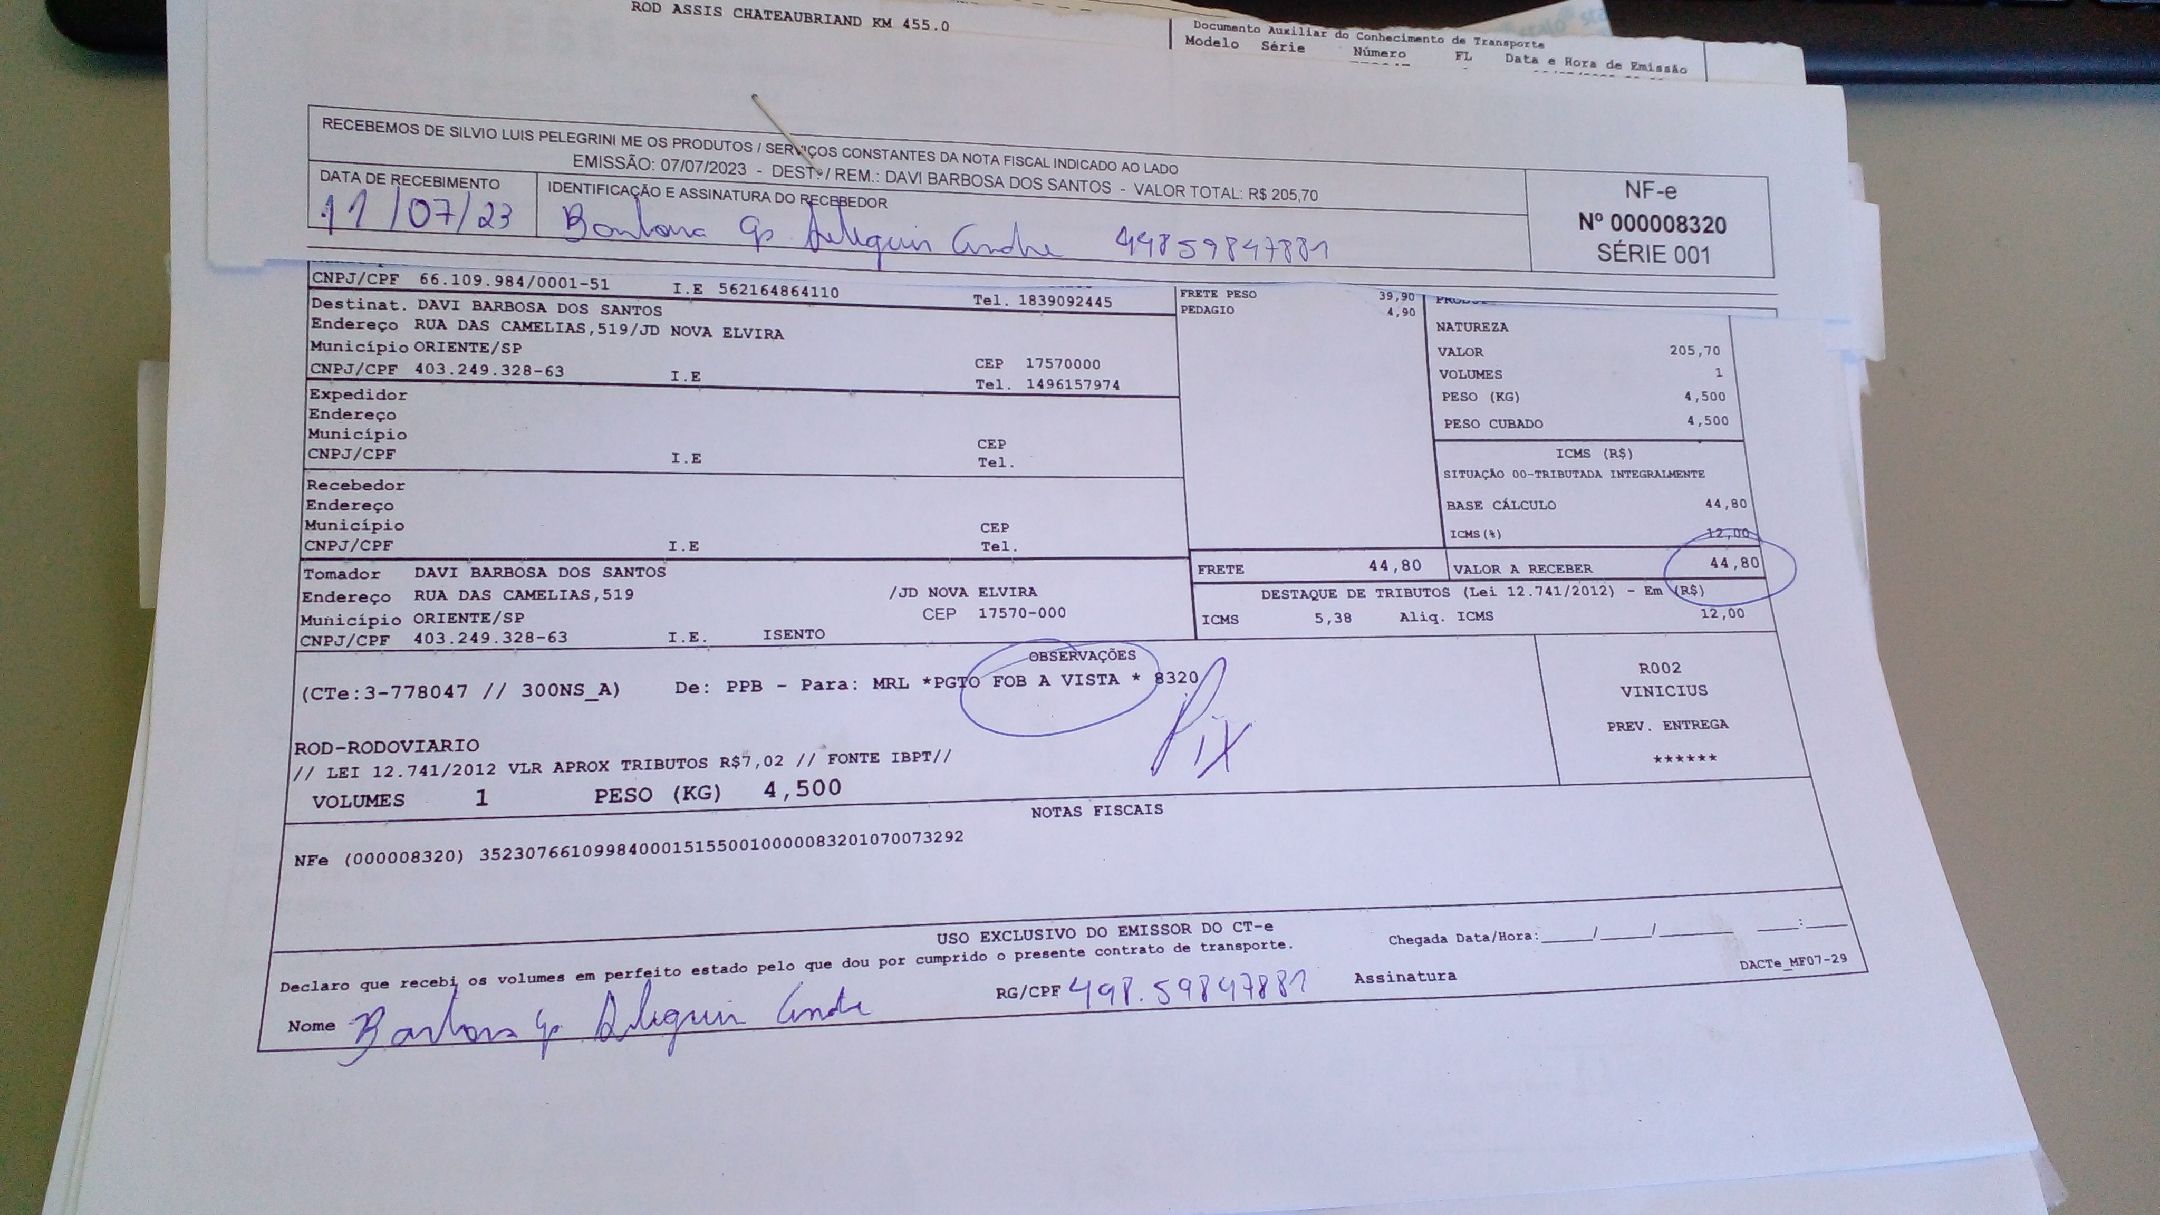 ROD ASSIS CHATEAUBRIAND KM 455.0
Documento Auxiliar do Conhecimento de Transporte
Modelo Série Número FL Data e Hora de Emissão
RECEBEMOS DE SILVIO LUIS PELEGRINI ME OS PRODUTOS / SERVIÇOS CONSTANTES DA NOTA FISCAL INDICADO AO LADO
EMISSÃO: 07/07/2023 - DEST. / REM.: DAVI BARBOSA DOS SANTOS - VALOR TOTAL: R$ 205,70
DATA DE RECEBIMENTO
11/07/23
IDENTIFICAÇÃO E ASSINATURA DO RECEBEDOR
49859847881
NF-e
Nº 000008320
SÉRIE 001
CNPJ/CPF 66.109.984/0001-51 I.E 562164864110 Tel. 1839092445
Destinat. DAVI BARBOSA DOS SANTOS
Endereço RUA DAS CAMELIAS,519/JD NOVA ELVIRA
Município ORIENTE/SP CEP 17570000
CNPJ/CPF 403.249.328-63 I.E Tel. 1496157974
Expedidor
Endereço
Município CEP
CNPJ/CPF I.E Tel.
Recebedor
Endereço
Município CEP
CNPJ/CPF I.E Tel.
Tomador DAVI BARBOSA DOS SANTOS
Endereço RUA DAS CAMELIAS,519 /JD NOVA ELVIRA
Município ORIENTE/SP CEP 17570-000
CNPJ/CPF 403.249.328-63 I.E. ISENTO
FRETE PESO 39,90
PEDAGIO 4,90
NATUREZA
VALOR 205,70
VOLUMES 1
PESO (KG) 4,500
PESO CUBADO 4,500
ICMS (R$)
SITUAÇÃO 00-TRIBUTADA INTEGRALMENTE
BASE CÁLCULO 44,80
ICMS(%) 12,00
FRETE 44,80 VALOR A RECEBER 44,80
DESTAQUE DE TRIBUTOS (Lei 12.741/2012) - Em (R$)
ICMS 5,38 Aliq. ICMS 12,00
OBSERVAÇÕES
(CTe:3-778047 // 300NS_A) De: PPB - Para: MRL *PGTO FOB A VISTA * 8320
Pix
R002
VINICIUS
PREV. ENTREGA
******
ROD-RODOVIARIO
// LEI 12.741/2012 VLR APROX TRIBUTOS R$7,02 // FONTE IBPT//
VOLUMES 1 PESO (KG) 4,500
NOTAS FISCAIS
NFe (000008320) 35230766109984000151550010000083201070073292
USO EXCLUSIVO DO EMISSOR DO CT-e
Declaro que recebi os volumes em perfeito estado pelo que dou por cumprido o presente contrato de transporte.
Chegada Data/Hora:_____/_____/_______ ____:____
Nome Barbara RG/CPF 498.59847881 Assinatura
DACTe_MF07-29